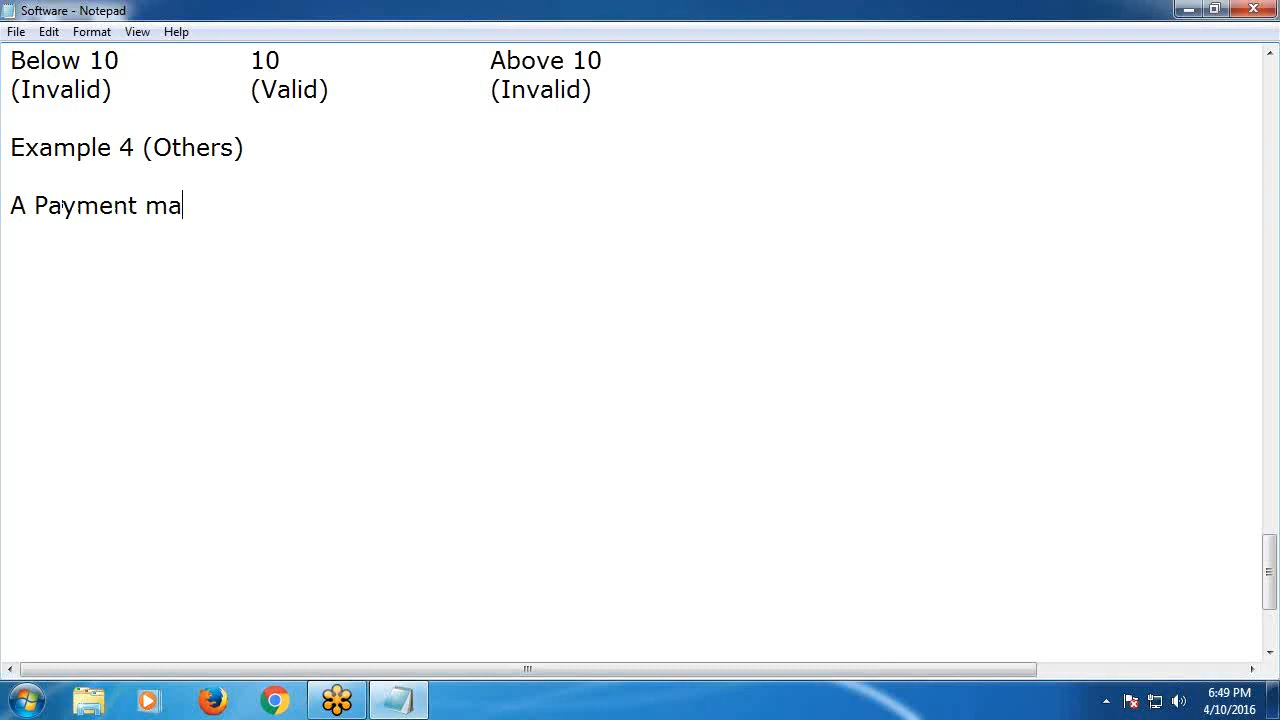 Software - Notepad
File Edit Format View Help
Below 10 10 Above 10
(Invalid) (Valid) (Invalid)
Example 4 (Others)
A Payment ma
6:49 PM
4/10/2016